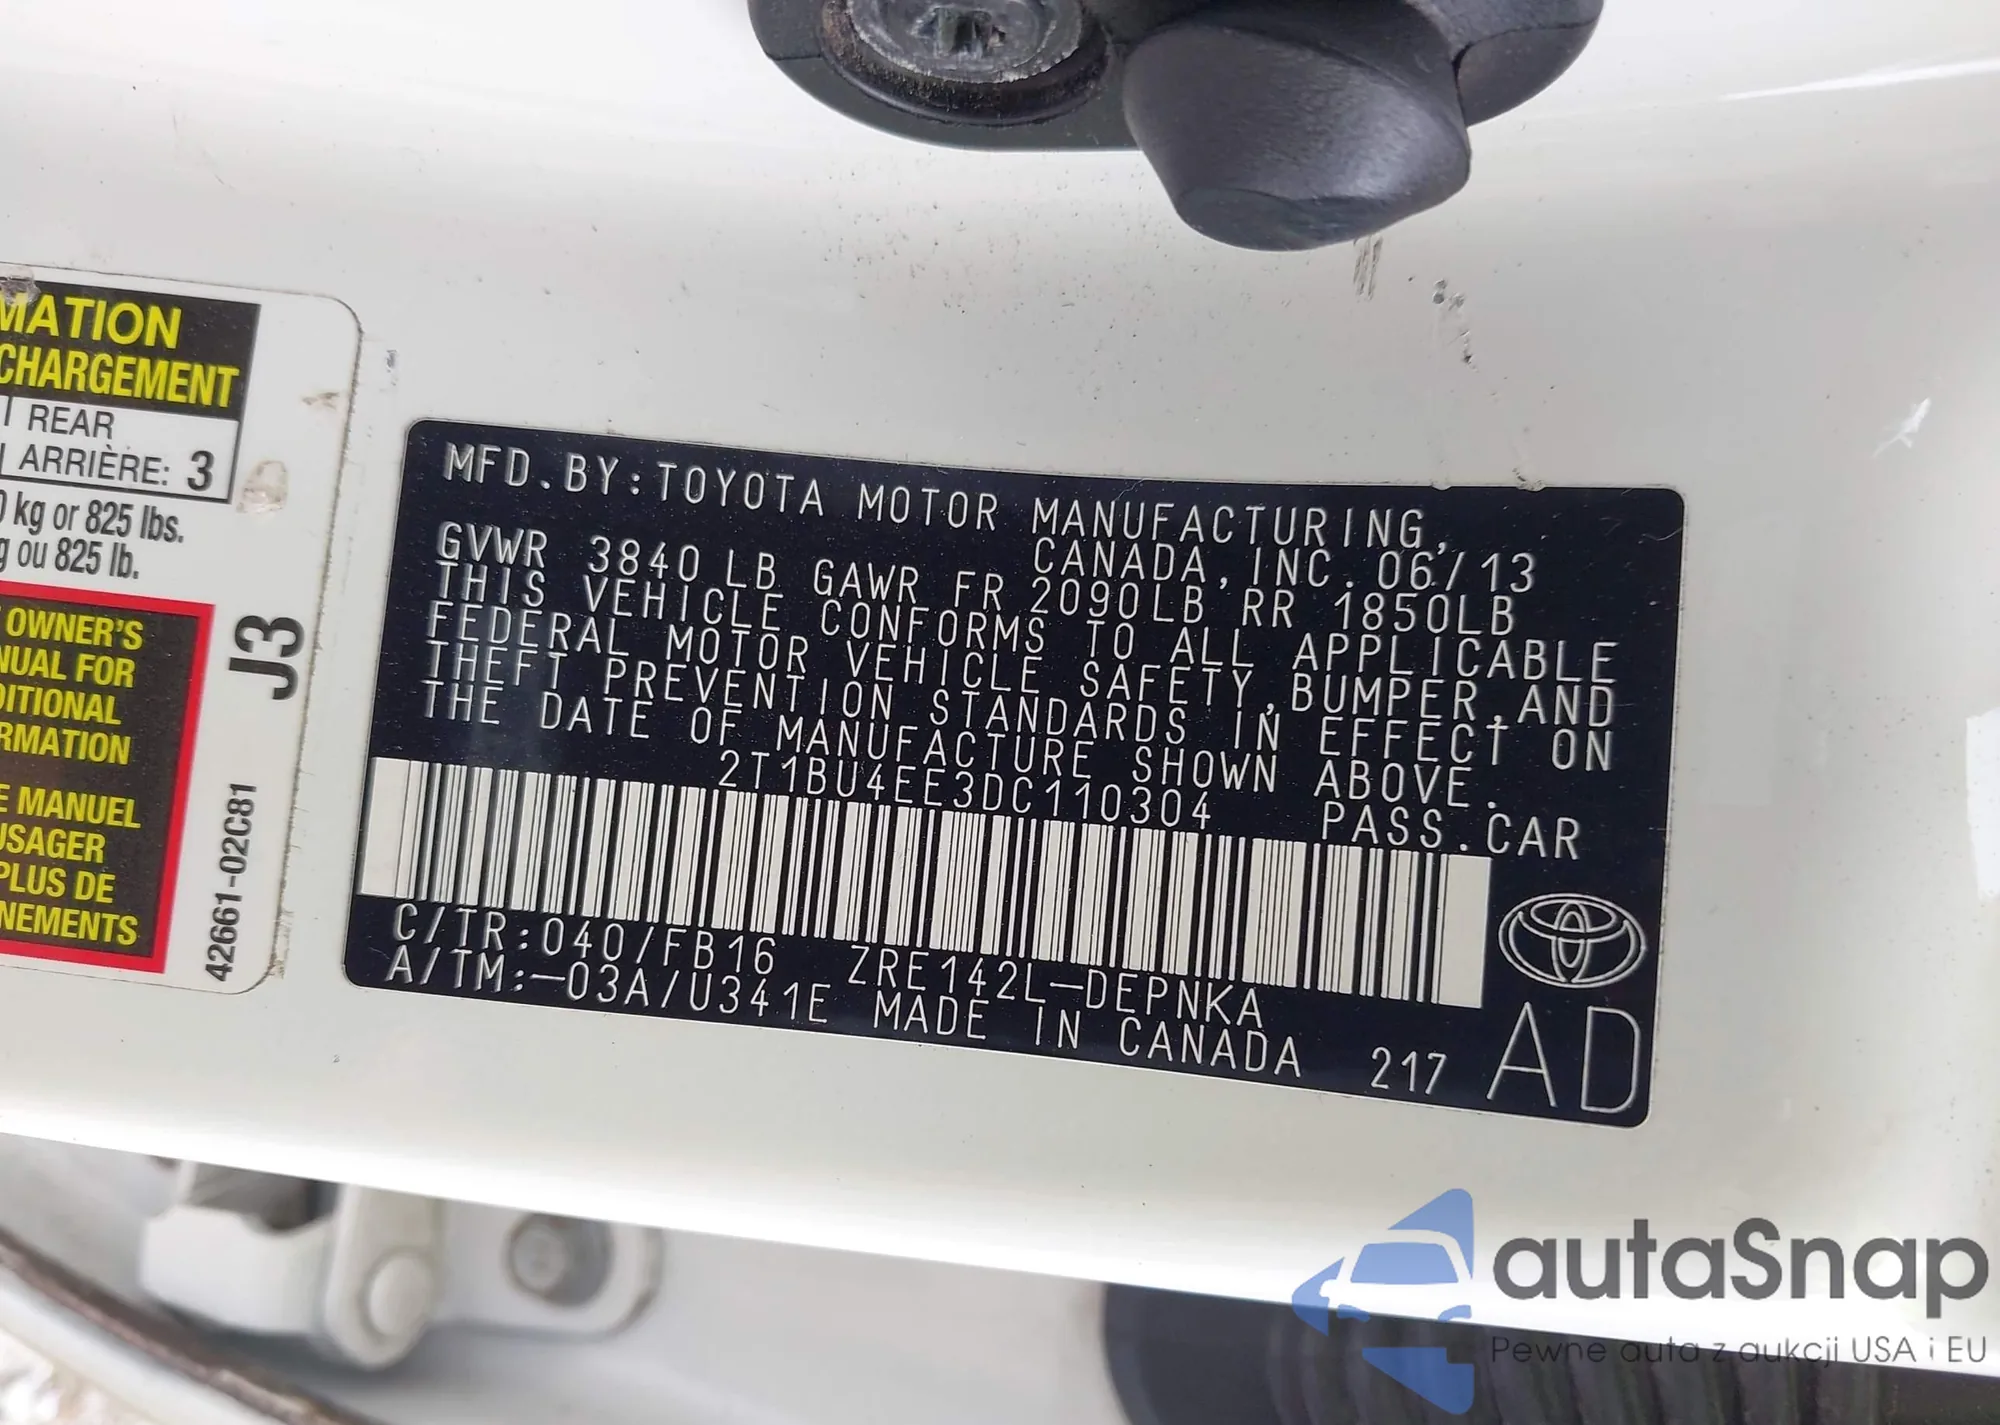 MATION
CHARGEMENT
REAR
ARRIÈRE: 3
0 kg or 825 lbs.
g ou 825 lb.
OWNER'S
NUAL FOR
DITIONAL
RMATION
E MANUEL
USAGER
PLUS DE
NEMENTS
J3
42661-02C81
MFD.BY:TOYOTA MOTOR MANUFACTURING,
CANADA,INC. 06/13
GVWR 3840 LB GAWR FR 2090LB RR 1850LB
THIS VEHICLE CONFORMS TO ALL APPLICABLE
FEDERAL MOTOR VEHICLE SAFETY,BUMPER,AND
THEFT PREVENTION STANDARDS IN EFFECT ON
THE DATE OF MANUFACTURE SHOWN ABOVE.
2T1BU4EE3DC110304 PASS.CAR
C/TR:040/FB16 ZRE142L-DEPNKA
A/TM:-03A/U341E MADE IN CANADA 217 AD
autaSnap
Pewne auta z aukcji USA i EU